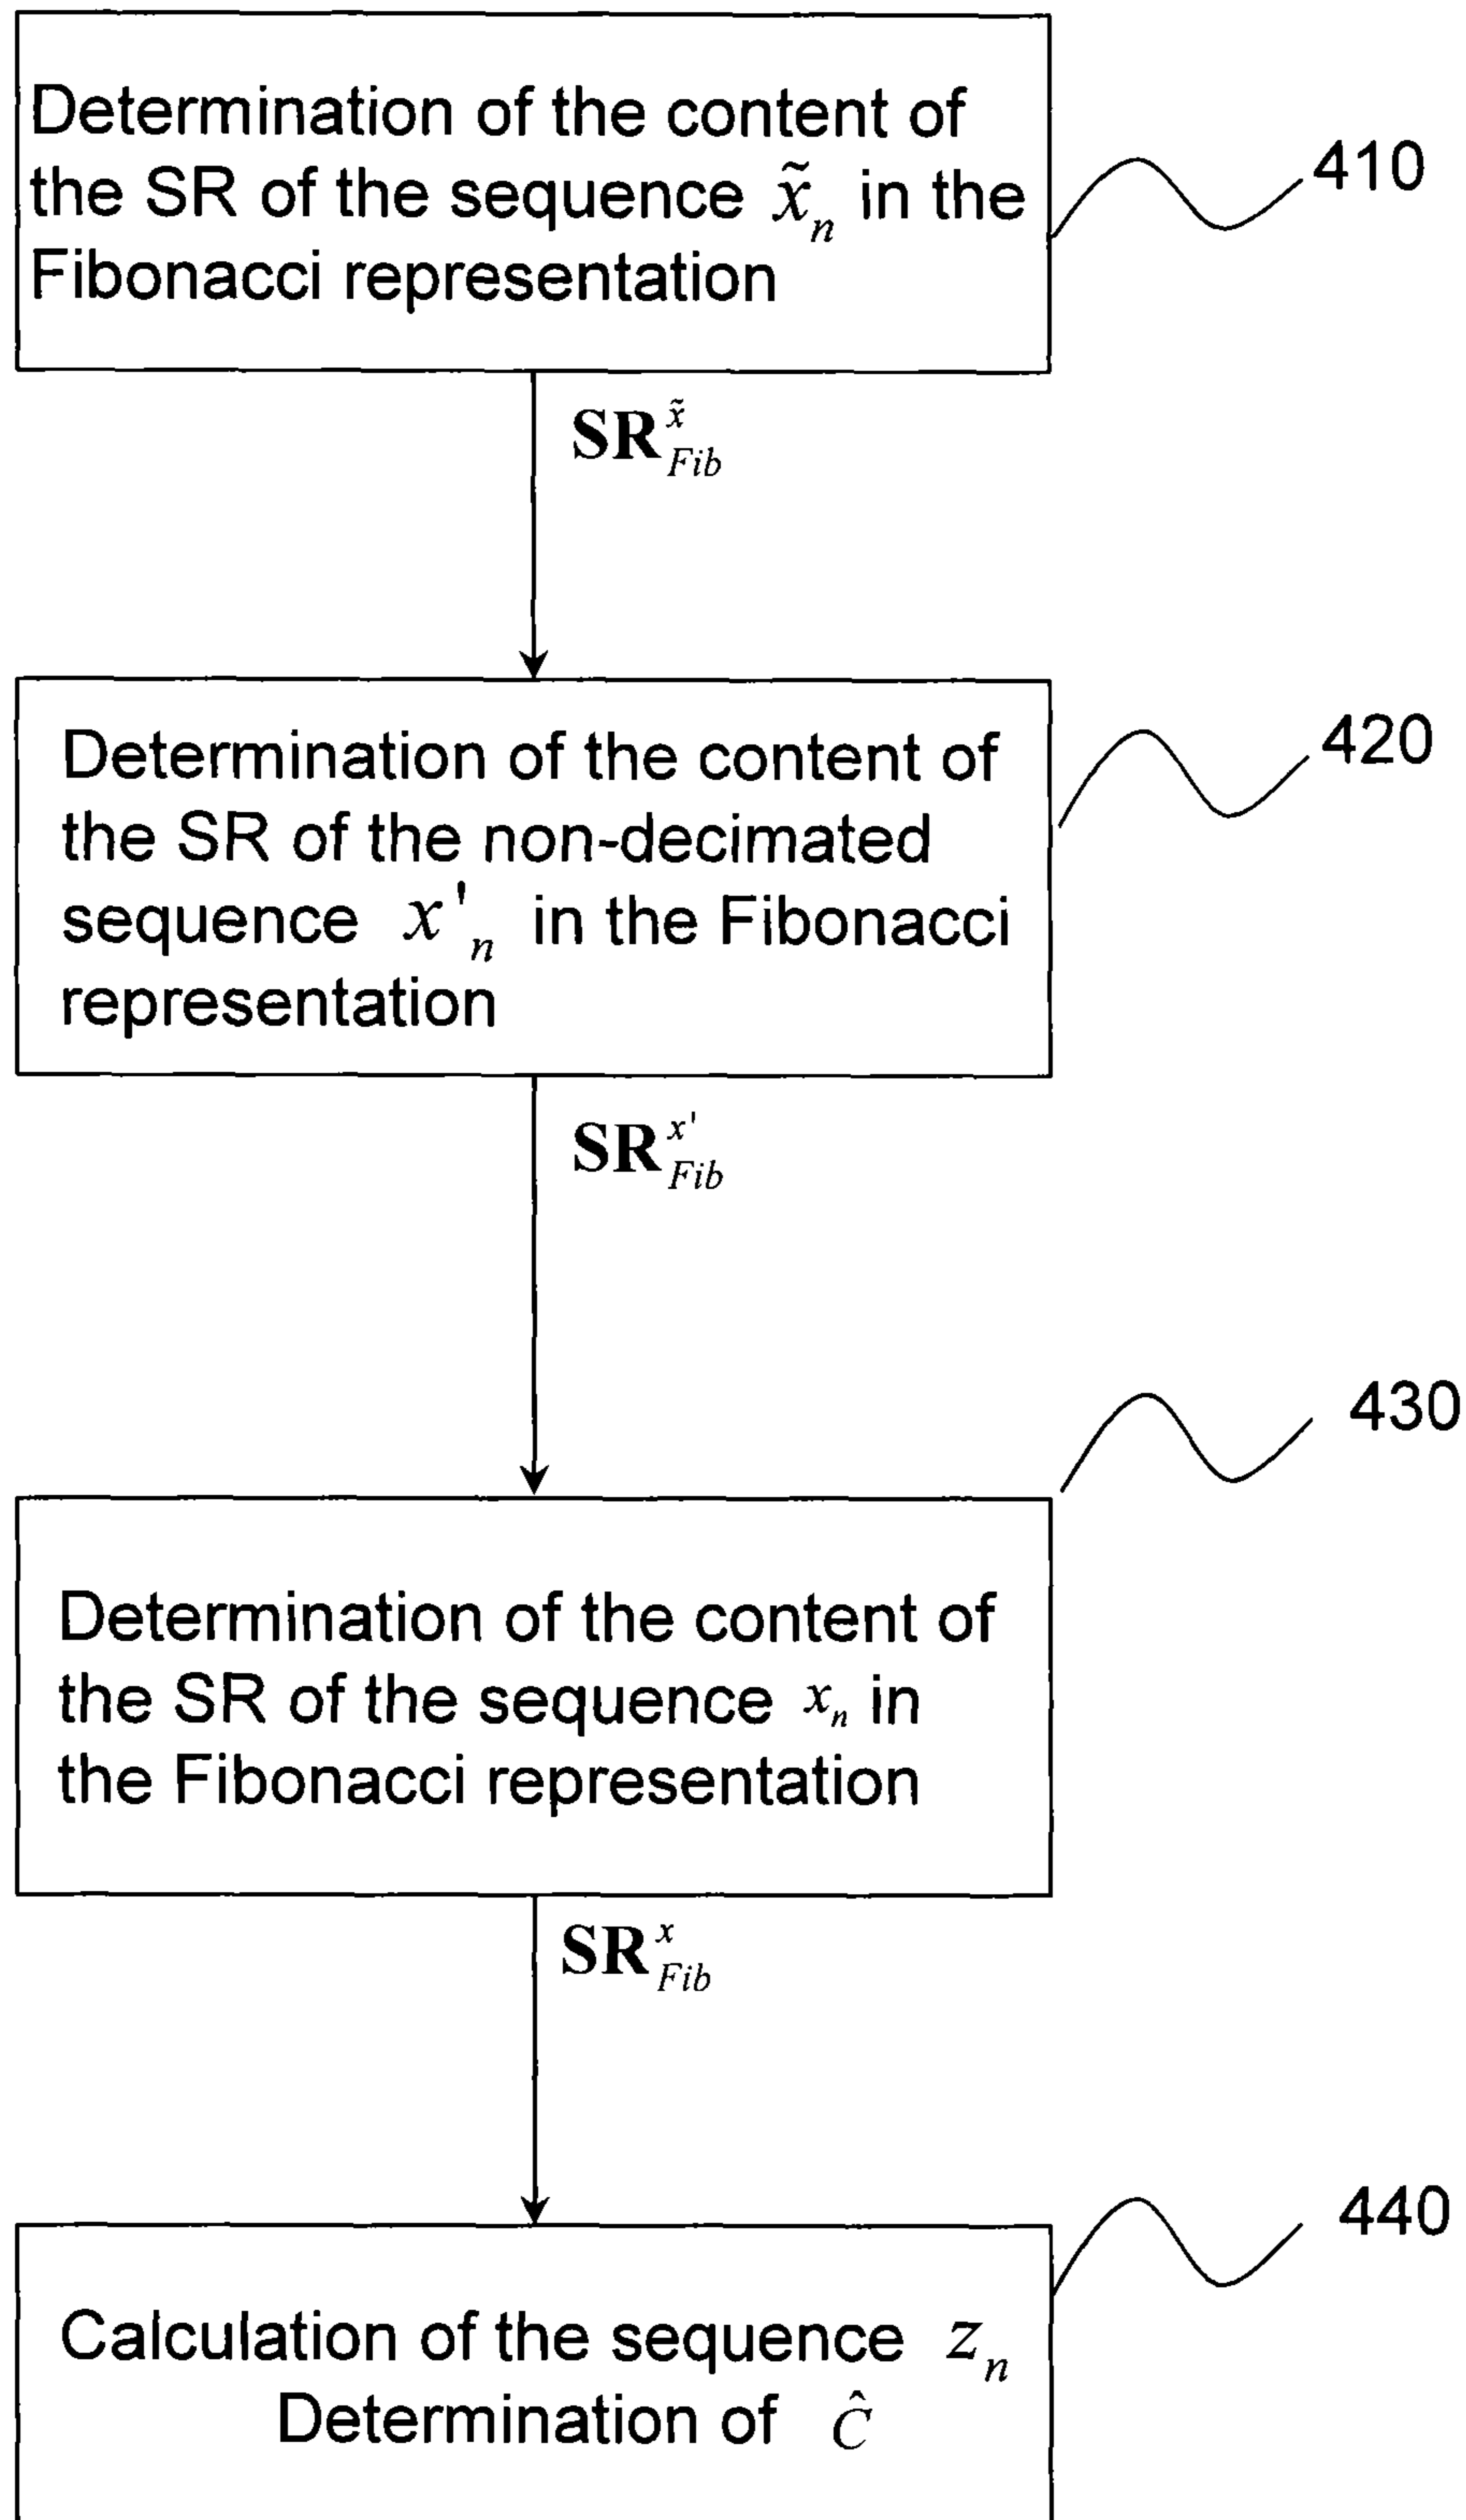 Determination of the content of
the SR of the sequence x̃n in the
Fibonacci representation
410
SR x̃ Fib
Determination of the content of
the SR of the non-decimated
sequence x'n in the Fibonacci
representation
420
SR x' Fib
430
Determination of the content of
the SR of the sequence xn in
the Fibonacci representation
SR x Fib
440
Calculation of the sequence zn
Determination of Ĉ